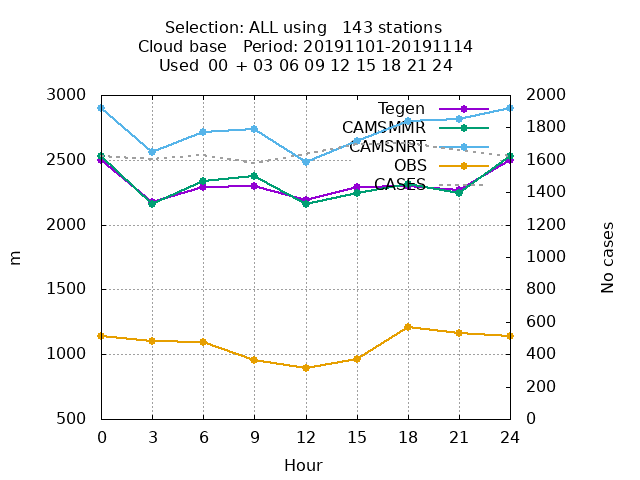 Selection: ALL using   143 stations
Cloud base   Period: 20191101-20191114
Used  00 + 03 06 09 12 15 18 21 24
3000
2500
2000
1500
1000
500
m
2000
1800
1600
1400
1200
1000
800
600
400
200
0
No cases
Tegen
CAMSMMR
CAMSNRT
OBS
CASES
0 3 6 9 12 15 18 21 24
Hour